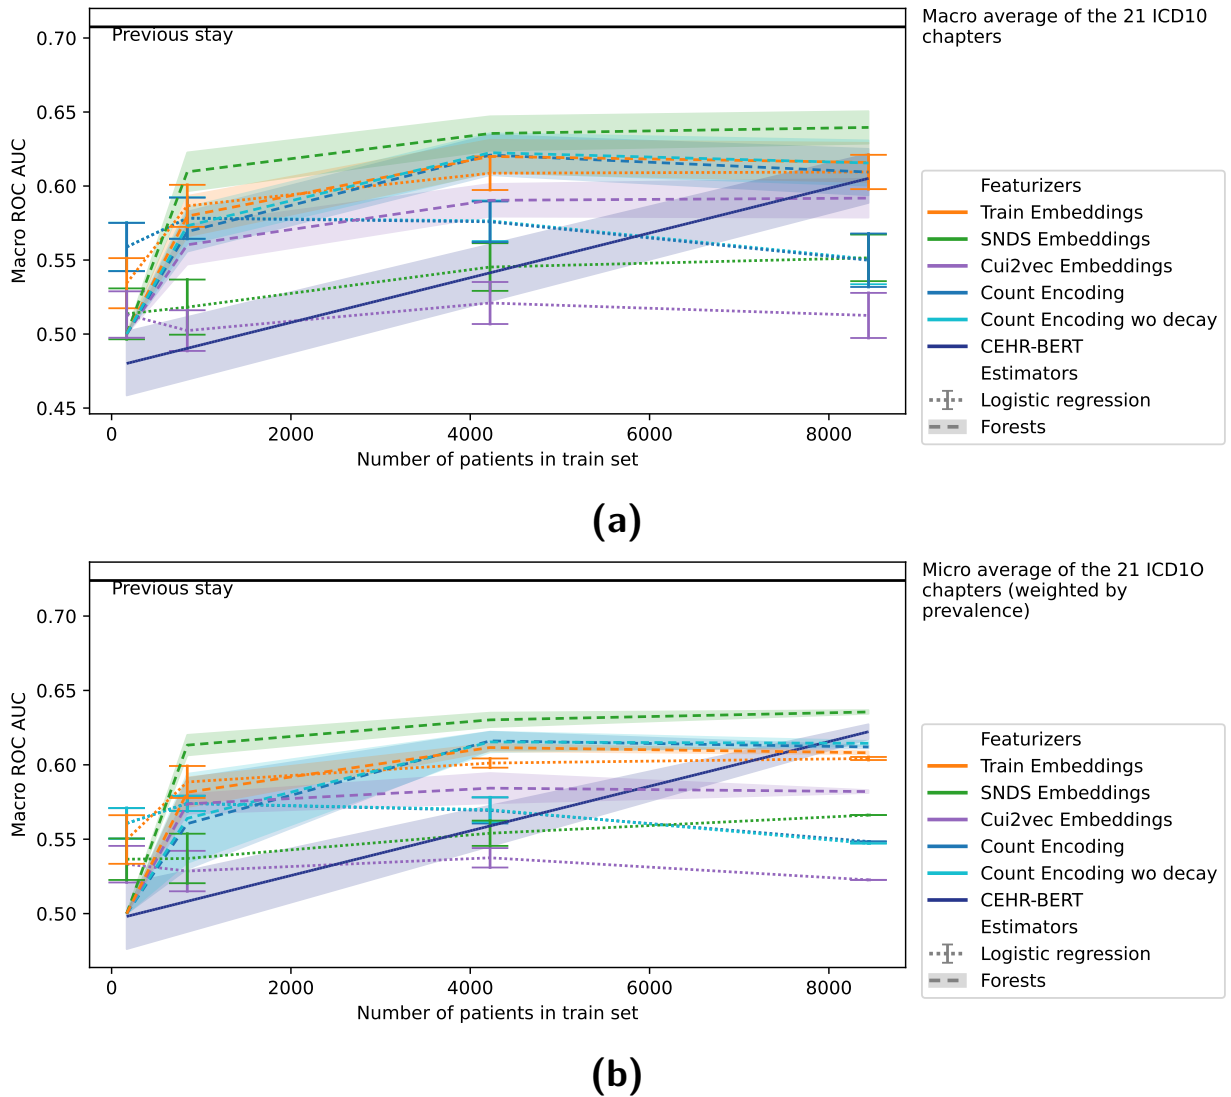 Macro average of the 21 ICD10
chapters
Previous stay
0.70
0.65
0.60
0.55
0.50
0.45
Macro ROC AUC
0
2000
4000
6000
8000
Number of patients in train set
Featurizers
Train Embeddings
SNDS Embeddings
Cui2vec Embeddings
Count Encoding
Count Encoding wo decay
CEHR-BERT
Estimators
Logistic regression
Forests
(a)
Micro average of the 21 ICD1O
chapters (weighted by
prevalence)
Previous stay
0.70
0.65
0.60
0.55
0.50
Macro ROC AUC
0
2000
4000
6000
8000
Number of patients in train set
Featurizers
Train Embeddings
SNDS Embeddings
Cui2vec Embeddings
Count Encoding
Count Encoding wo decay
CEHR-BERT
Estimators
Logistic regression
Forests
(b)